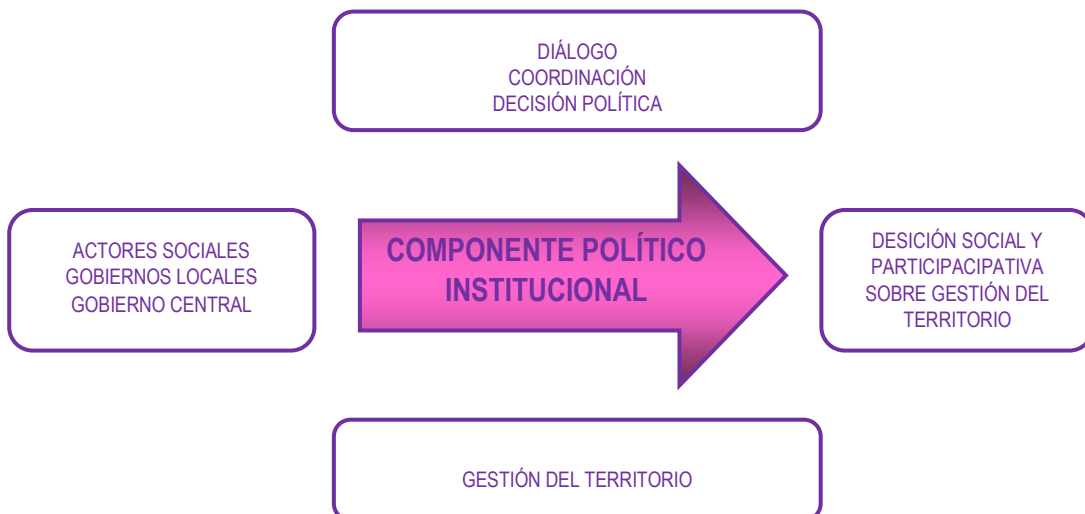 DIÁLOGO
COORDINACIÓN
DECISIÓN POLÍTICA
ACTORES SOCIALES
GOBIERNOS LOCALES
GOBIERNO CENTRAL
COMPONENTE POLÍTICO
INSTITUCIONAL
DESICIÓN SOCIAL Y
PARTICIPACIPATIVA
SOBRE GESTIÓN DEL
TERRITORIO
GESTIÓN DEL TERRITORIO